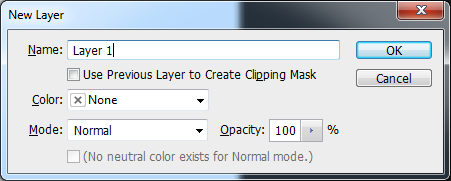 New Layer
Name: Layer 1 OK
Use Previous Layer to Create Clipping Mask
Cancel
Color: None
Mode: Normal Opacity: 100 %
(No neutral color exists for Normal mode.)